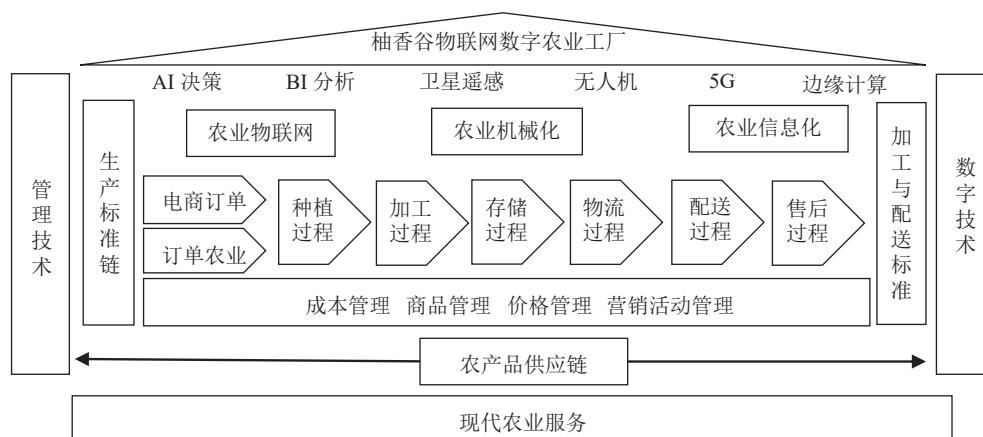 柚香谷物联网数字农业工厂
AI 决策 BI 分析 卫星遥感 无人机 5G 边缘计算
农业物联网 农业机械化 农业信息化
管理技术
生产标准链
电商订单
订单农业
种植
过程
加工
过程
存储
过程
物流
过程
配送
过程
售后
过程
加工与配送标准
数字技术
成本管理 商品管理 价格管理 营销活动管理
农产品供应链
现代农业服务